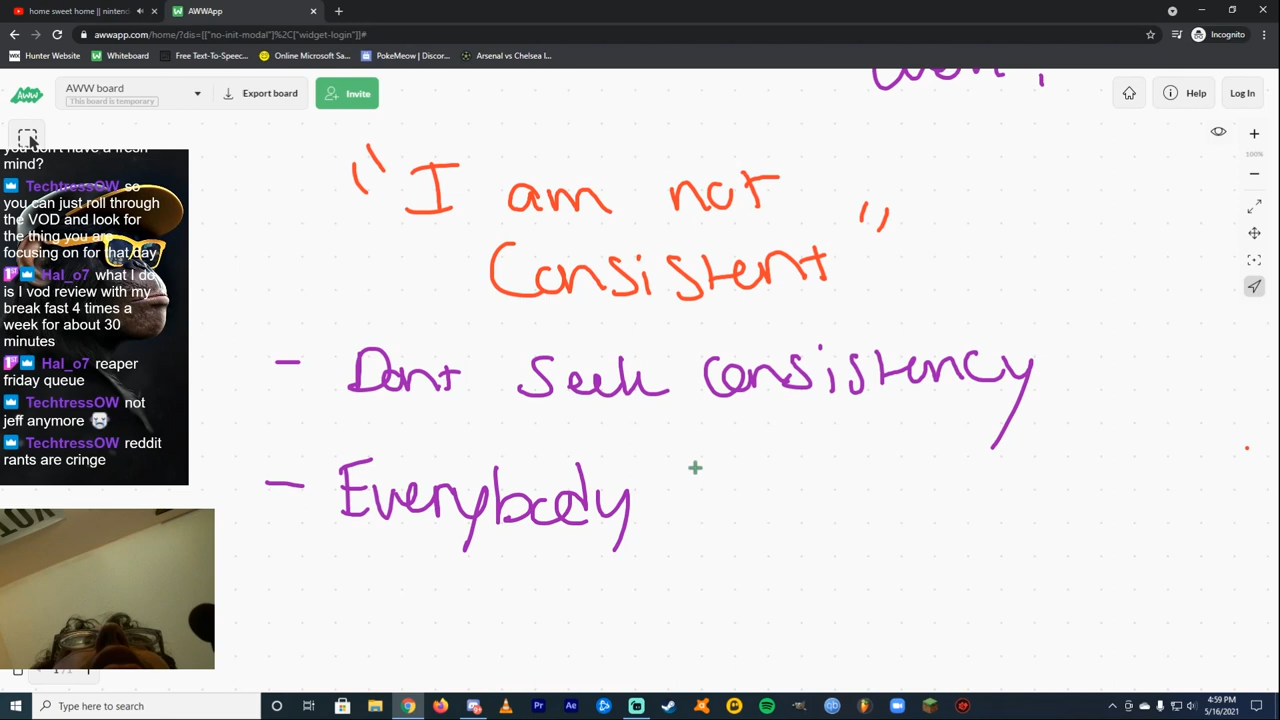 home sweet home || ninten
AWWApp
awwapp.com/home/?dis=[["no-init-modal"]%2C["widget-login"]]#
Incognito
Hunter Website
Whiteboard
Free Text-To-Speec...
Online Microsoft Sa...
PokeMeow | Discor...
Arsenal vs Chelsea I...
AWW
AWW board
This board is temporary
Export board
Invite
Help
Log In
100%
you don't have a fresh
mind?
TechtressOW so
you can just roll through
the VOD and look for
the thing you are
focusing on for that day
Hal_o7 what I do
is I vod review with my
break fast 4 times a
week for about 30
minutes
Hal_o7 reaper
friday queue
TechtressOW not
jeff anymore
TechtressOW reddit
rants are cringe
"I am not
Consistent"
- Dont Seek consistency
- Everybody
Type here to search
4:59 PM
5/16/2021